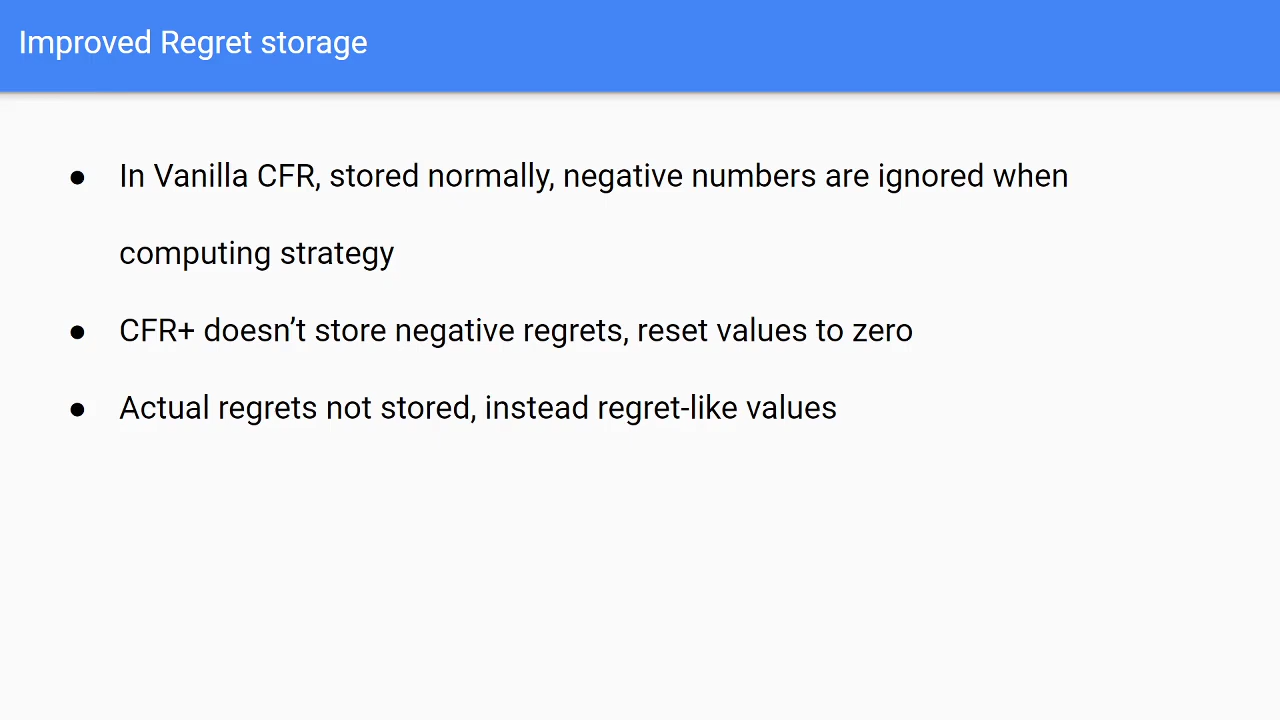 Improved Regret storage
● In Vanilla CFR, stored normally, negative numbers are ignored when
computing strategy
● CFR+ doesn’t store negative regrets, reset values to zero
● Actual regrets not stored, instead regret-like values